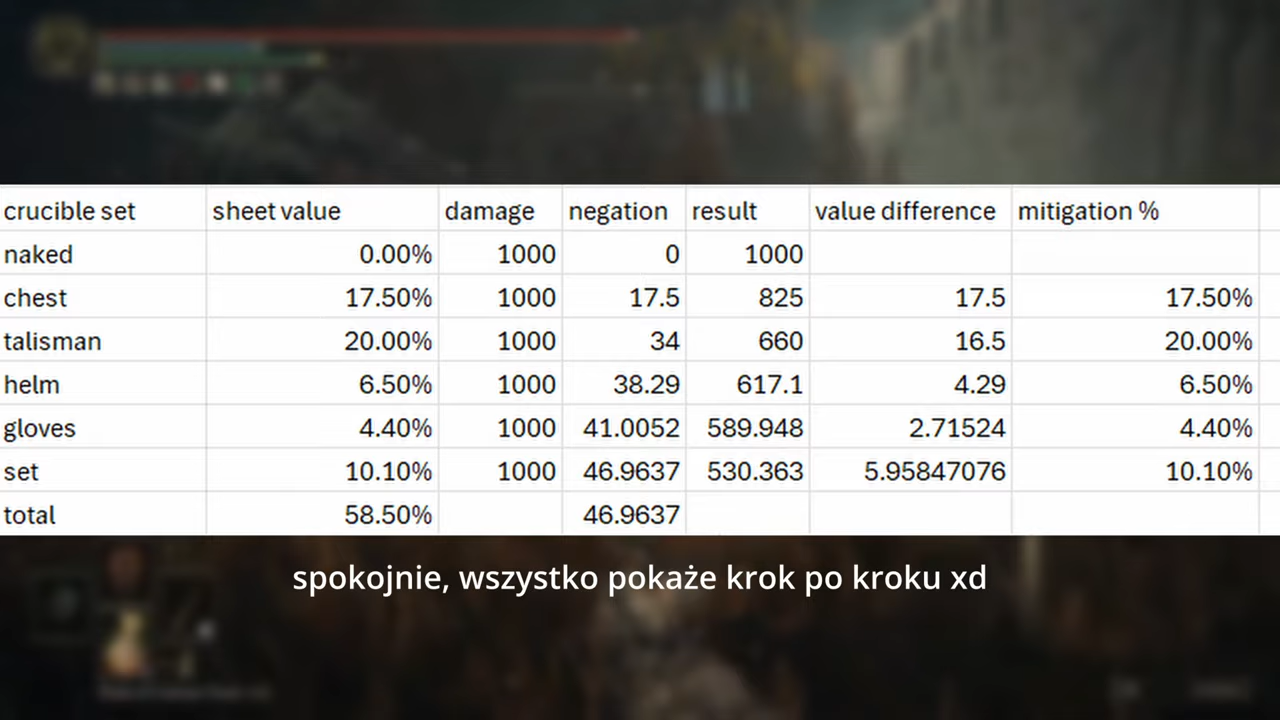 crucible set sheet value damage negation result value difference mitigation %
naked 0.00% 1000 0 1000
chest 17.50% 1000 17.5 825 17.5 17.50%
talisman 20.00% 1000 34 660 16.5 20.00%
helm 6.50% 1000 38.29 617.1 4.29 6.50%
gloves 4.40% 1000 41.0052 589.948 2.71524 4.40%
set 10.10% 1000 46.9637 530.363 5.95847076 10.10%
total 58.50% 46.9637
spokojnie, wszystko pokaże krok po kroku xd